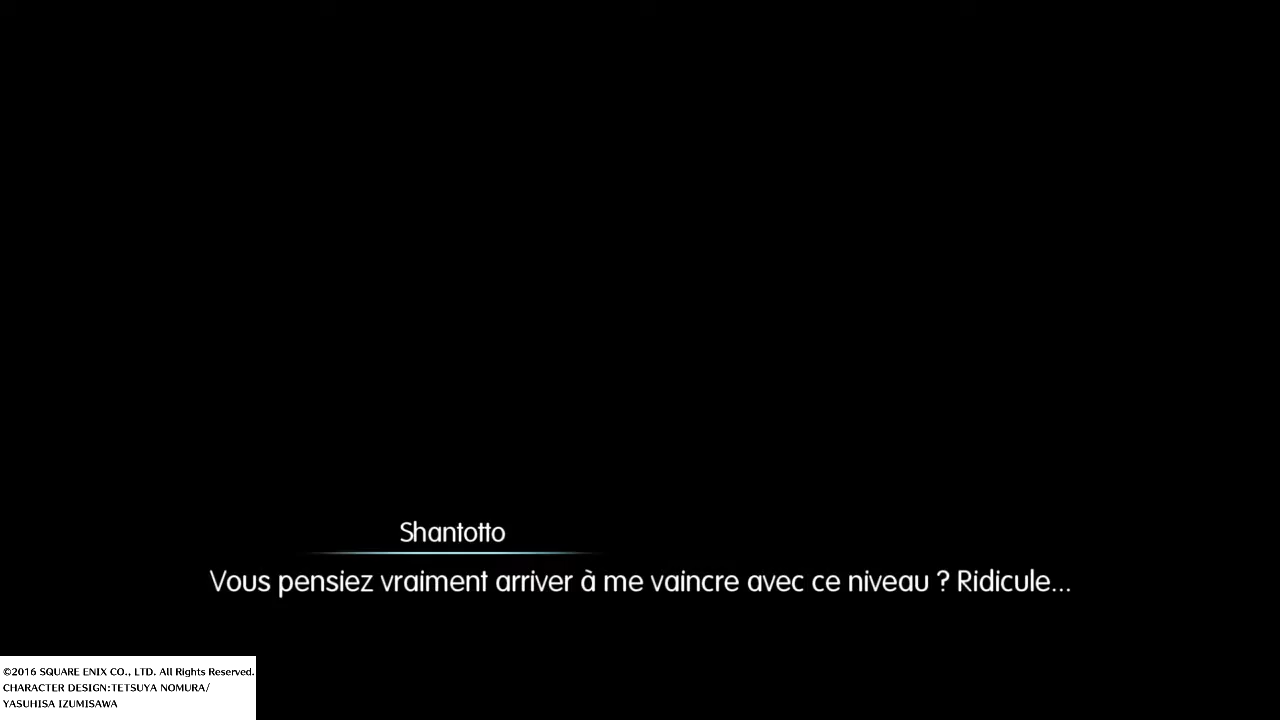 Shantotto
Vous pensiez vraiment arriver à me vaincre avec ce niveau ? Ridicule...
©2016 SQUARE ENIX CO., LTD. All Rights Reserved.
CHARACTER DESIGN:TETSUYA NOMURA/
YASUHISA IZUMISAWA